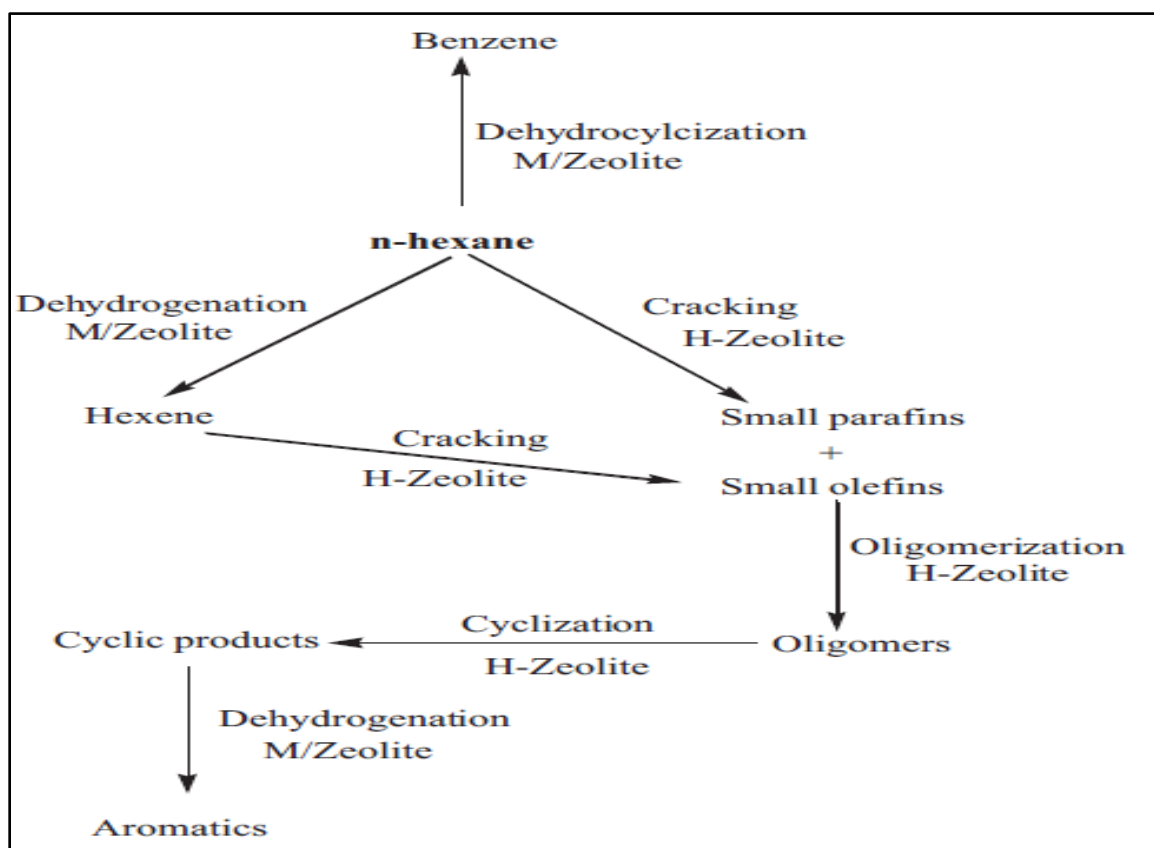 Benzene
Dehydrocylcization
M/Zeolite
n-hexane
Dehydrogenation
M/Zeolite
Cracking
H-Zeolite
Hexene
Cracking
H-Zeolite
Small parafins
+
Small olefins
Oligomerization
H-Zeolite
Cyclic products
Cyclization
H-Zeolite
Oligomers
Dehydrogenation
M/Zeolite
Aromatics